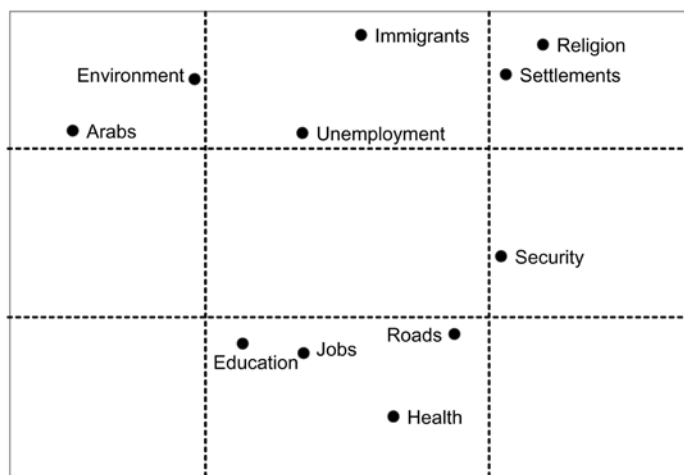 Immigrants
Religion
Environment
Settlements
Arabs
Unemployment
Security
Roads
Jobs
Education
Health